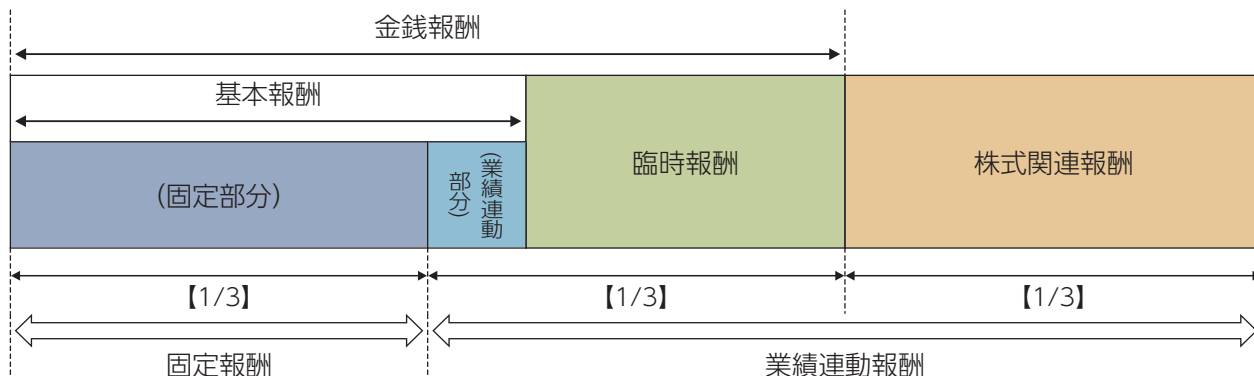 金銭報酬
基本報酬
(固定部分)
(業績連動
部分)
臨時報酬
株式関連報酬
【1/3】
【1/3】
【1/3】
固定報酬
業績連動報酬